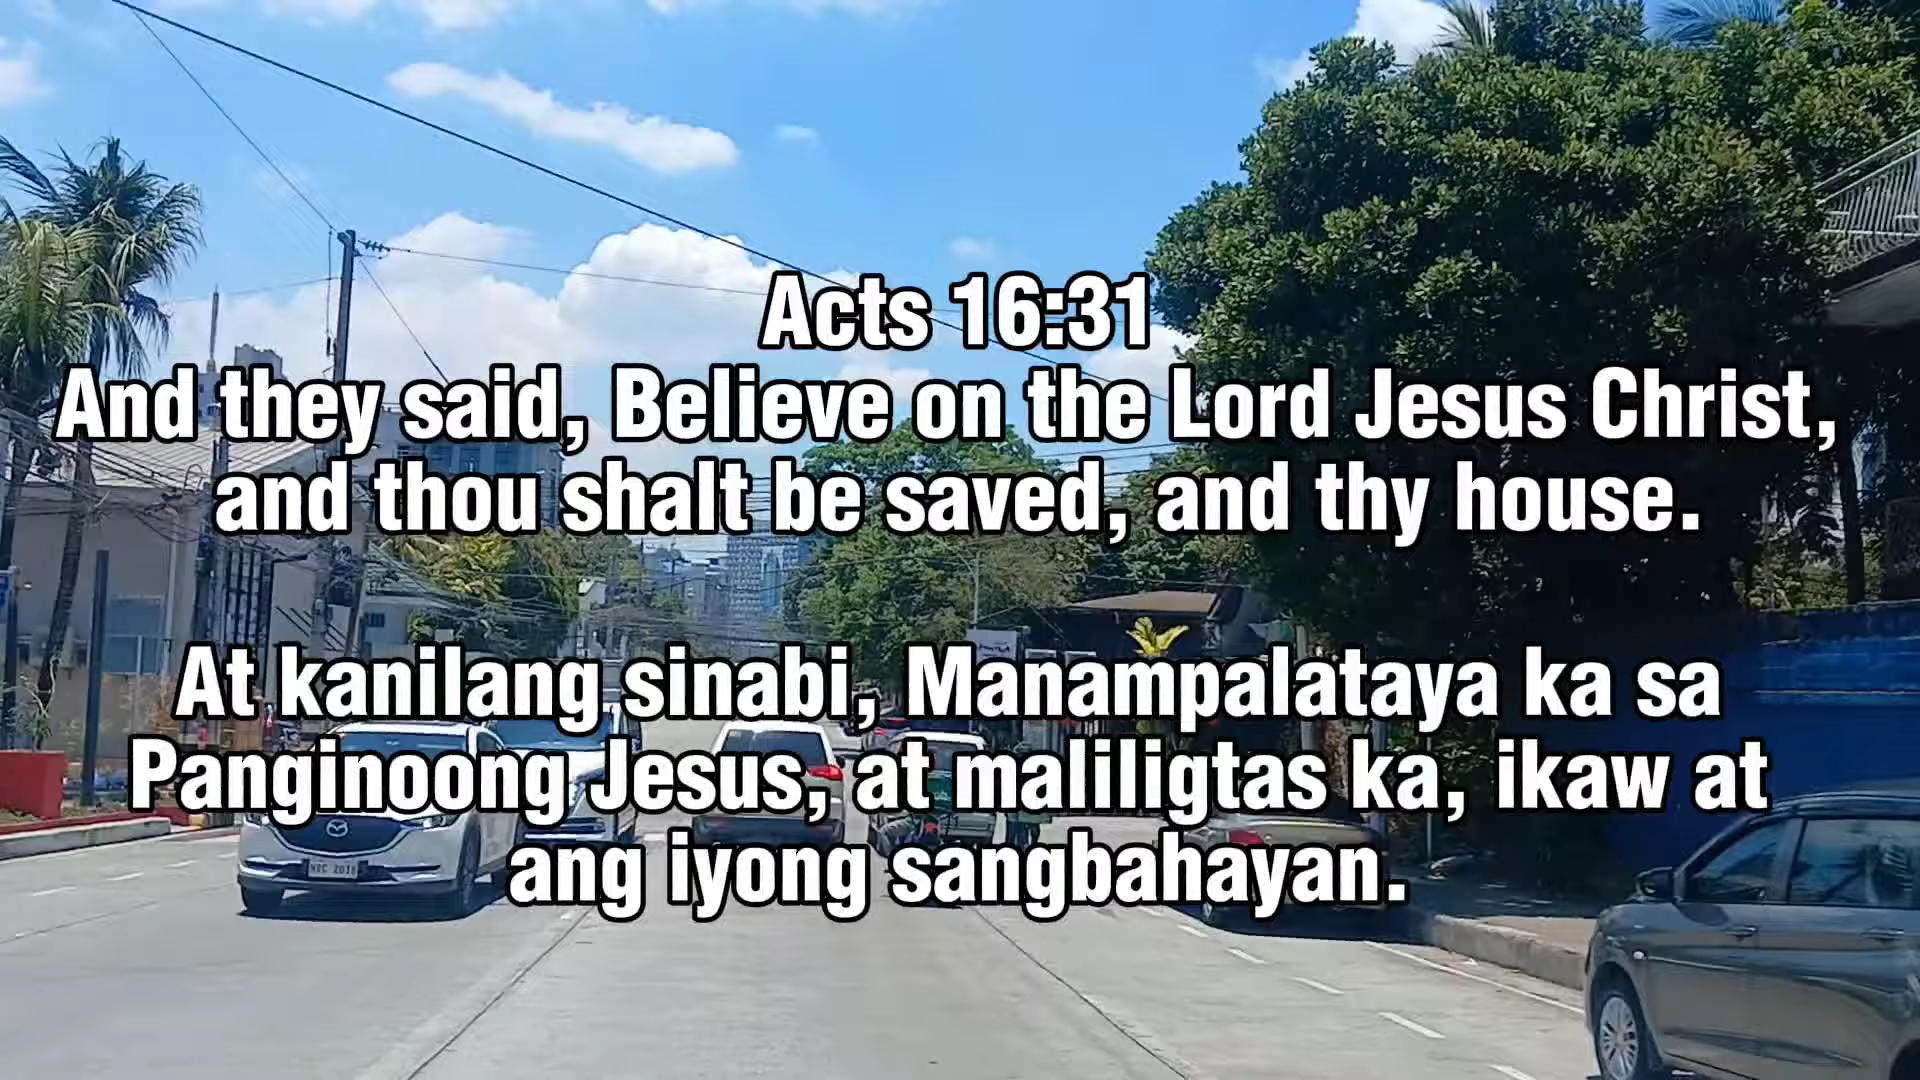 Acts 16:31
And they said, Believe on the Lord Jesus Christ,
and thou shalt be saved, and thy house.
At kanilang sinabi, Manampalataya ka sa
Panginoong Jesus, at maliligtas ka, ikaw at
ang iyong sangbahayan.